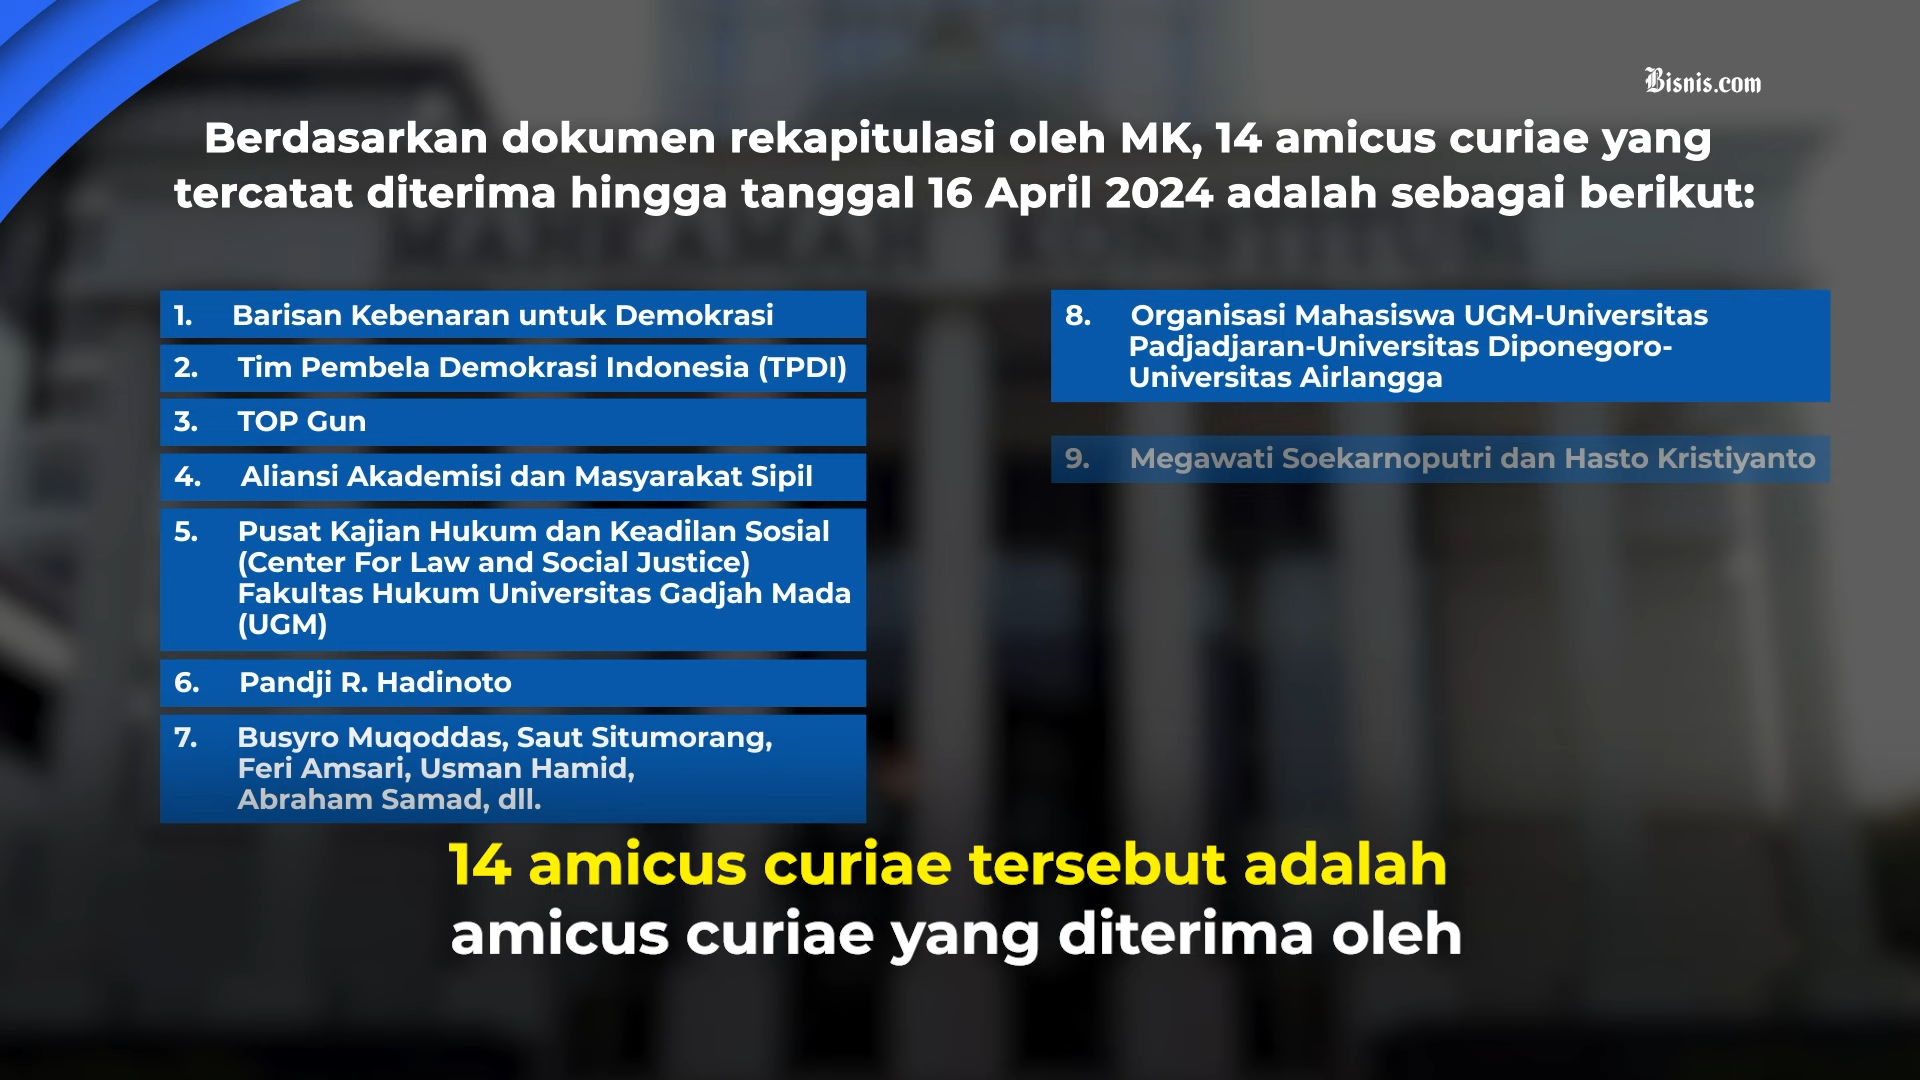 Bisnis.com
Berdasarkan dokumen rekapitulasi oleh MK, 14 amicus curiae yang
tercatat diterima hingga tanggal 16 April 2024 adalah sebagai berikut:
MAHKAMAH KONSTITUSI
1. Barisan Kebenaran untuk Demokrasi
2. Tim Pembela Demokrasi Indonesia (TPDI)
3. TOP Gun
4. Aliansi Akademisi dan Masyarakat Sipil
5. Pusat Kajian Hukum dan Keadilan Sosial
(Center For Law and Social Justice)
Fakultas Hukum Universitas Gadjah Mada
(UGM)
6. Pandji R. Hadinoto
7. Busyro Muqoddas, Saut Situmorang,
Feri Amsari, Usman Hamid,
Abraham Samad, dll.
8. Organisasi Mahasiswa UGM-Universitas
Padjadjaran-Universitas Diponegoro-
Universitas Airlangga
9. Megawati Soekarnoputri dan Hasto Kristiyanto
14 amicus curiae tersebut adalah
amicus curiae yang diterima oleh